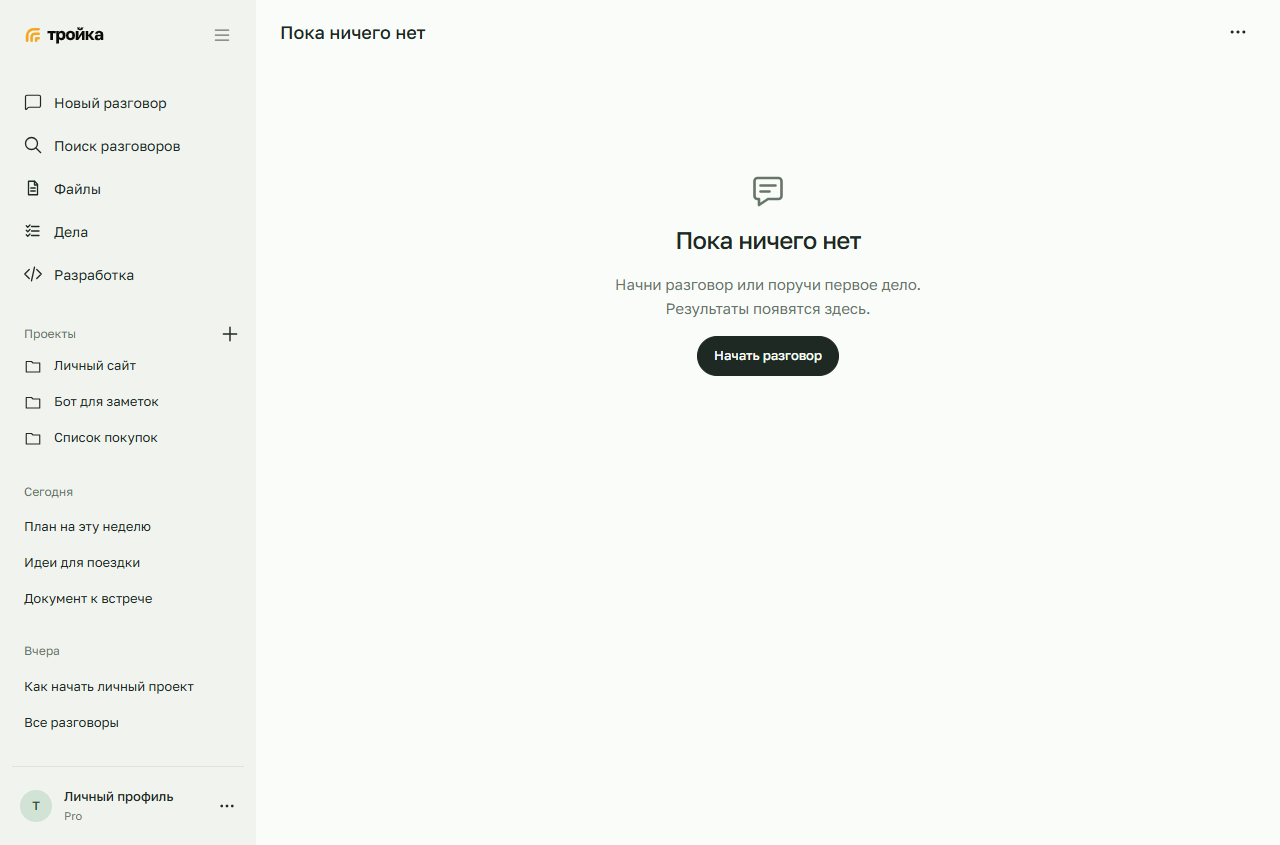 тройка
Новый разговор
Поиск разговоров
Файлы
Дела
Разработка
Проекты
Личный сайт
Бот для заметок
Список покупок
Сегодня
План на эту неделю
Идеи для поездки
Документ к встрече
Вчера
Как начать личный проект
Все разговоры
Т
Личный профиль
Pro
Пока ничего нет
Пока ничего нет
Начни разговор или поручи первое дело.
Результаты появятся здесь.
Начать разговор